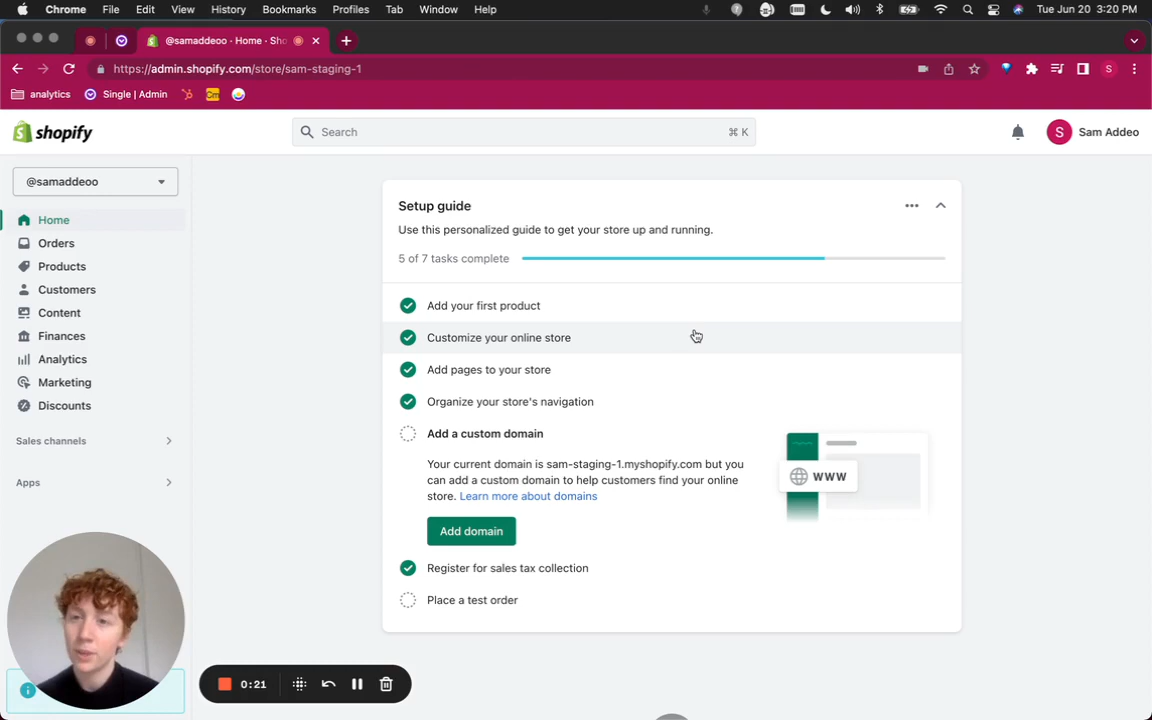 Chrome File Edit View History Bookmarks Profiles Tab Window Help Tue Jun 20 3:20 PM
@samaddeoo · Home · Sho
https://admin.shopify.com/store/sam-staging-1 S
analytics Single | Admin
shopify Search ⌘ K S Sam Addeo
@samaddeoo
Home
Orders
Products
Customers
Content
Finances
Analytics
Marketing
Discounts
Sales channels
Apps
Setup guide
Use this personalized guide to get your store up and running.
5 of 7 tasks complete
Add your first product
Customize your online store
Add pages to your store
Organize your store's navigation
Add a custom domain
Your current domain is sam-staging-1.myshopify.com but you
can add a custom domain to help customers find your online
store. Learn more about domains
WWW
Add domain
Register for sales tax collection
Place a test order
0:21